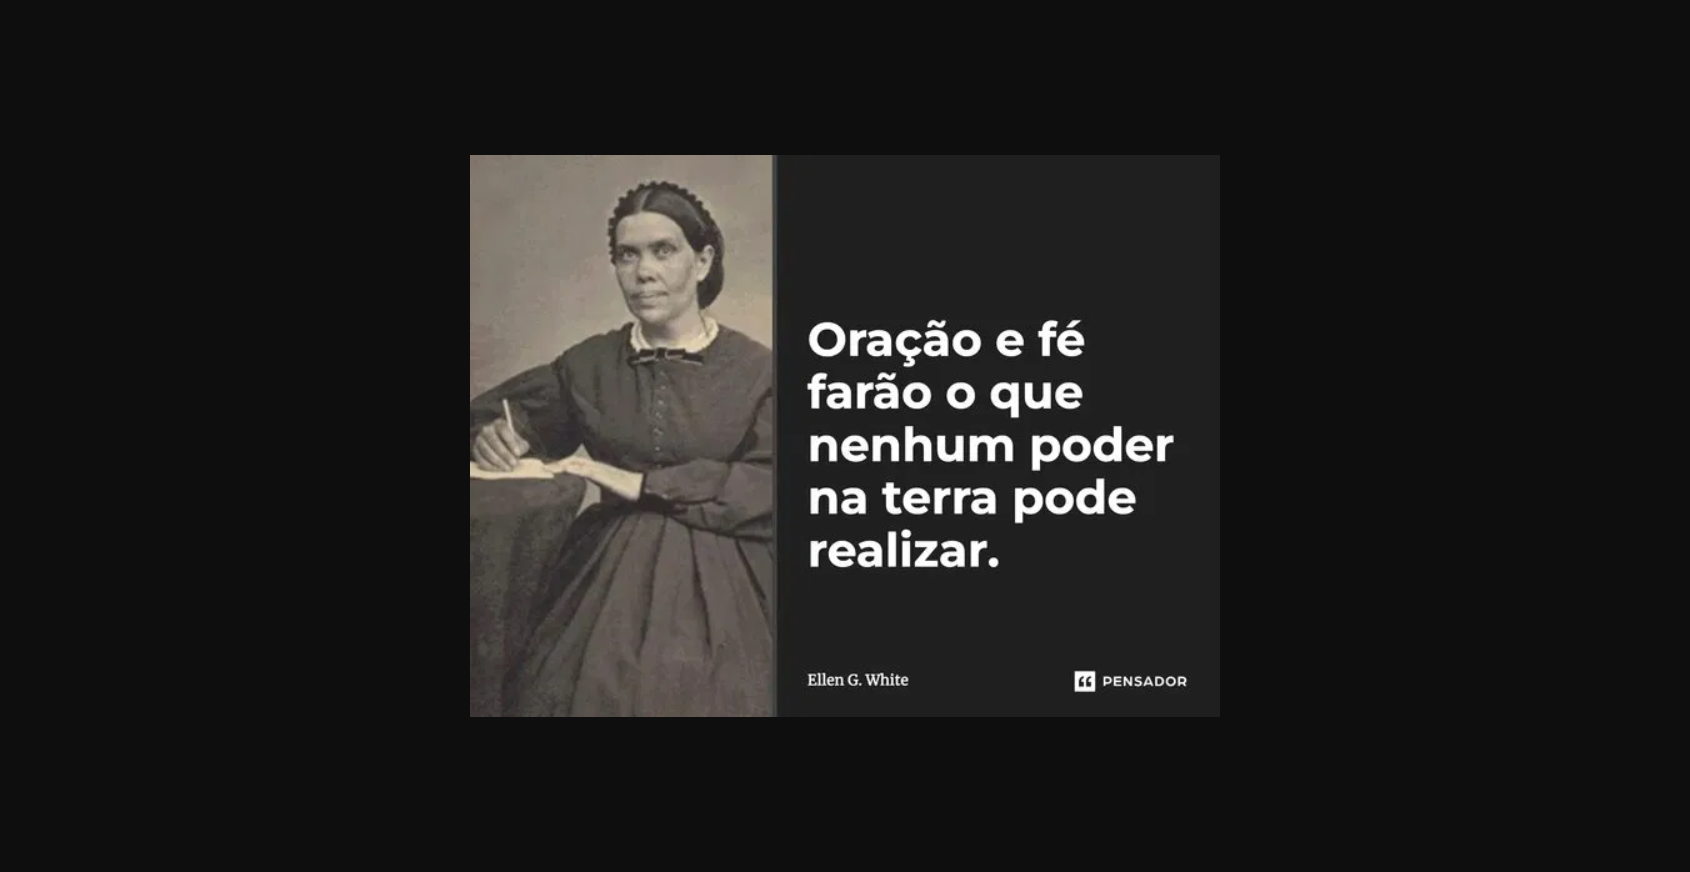 Oração e fé
farão o que
nenhum poder
na terra pode
realizar.
Ellen G. White
PENSADOR